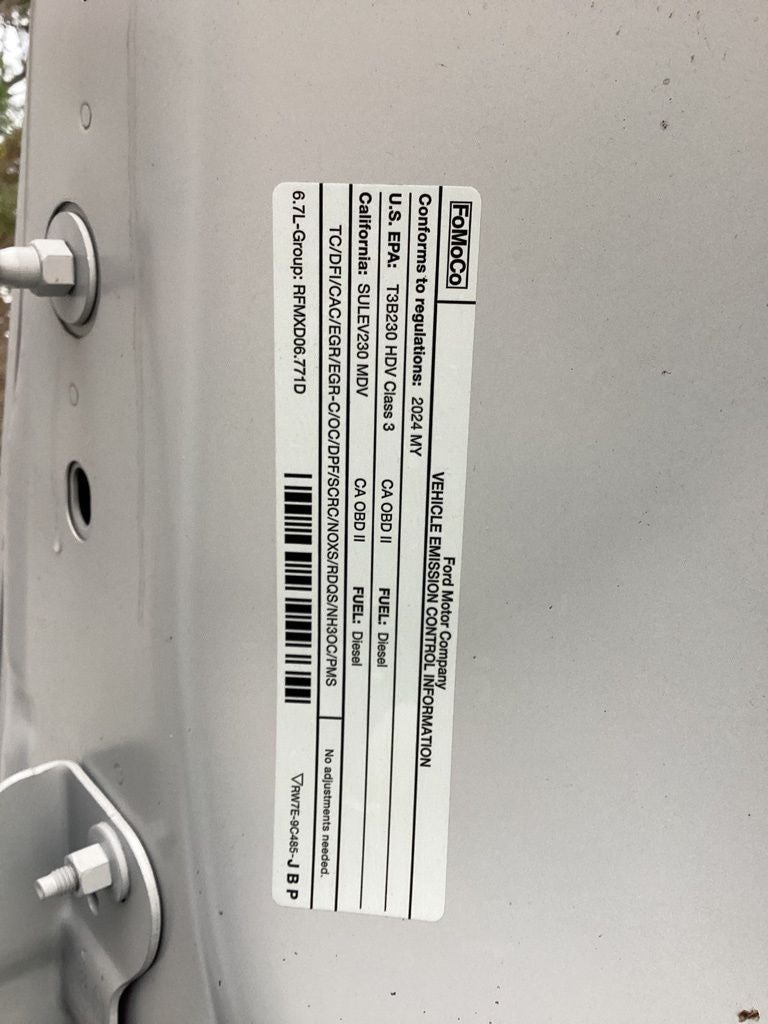 FoMoCo
Ford Motor Company
VEHICLE EMISSION CONTROL INFORMATION
Conforms to regulations: 2024 MY
U.S. EPA: T3B230 HDV Class 3 CA OBD II FUEL: Diesel
California: SULEV230 MDV CA OBD II FUEL: Diesel
TC/DFI/CAC/EGR/EGR-C/OC/DPF/SCRC/NOXS/RDQS/NH3OC/PMS No adjustments needed.
6.7L-Group: RFMXD06.771D ▽RW7E-9C485-J B P